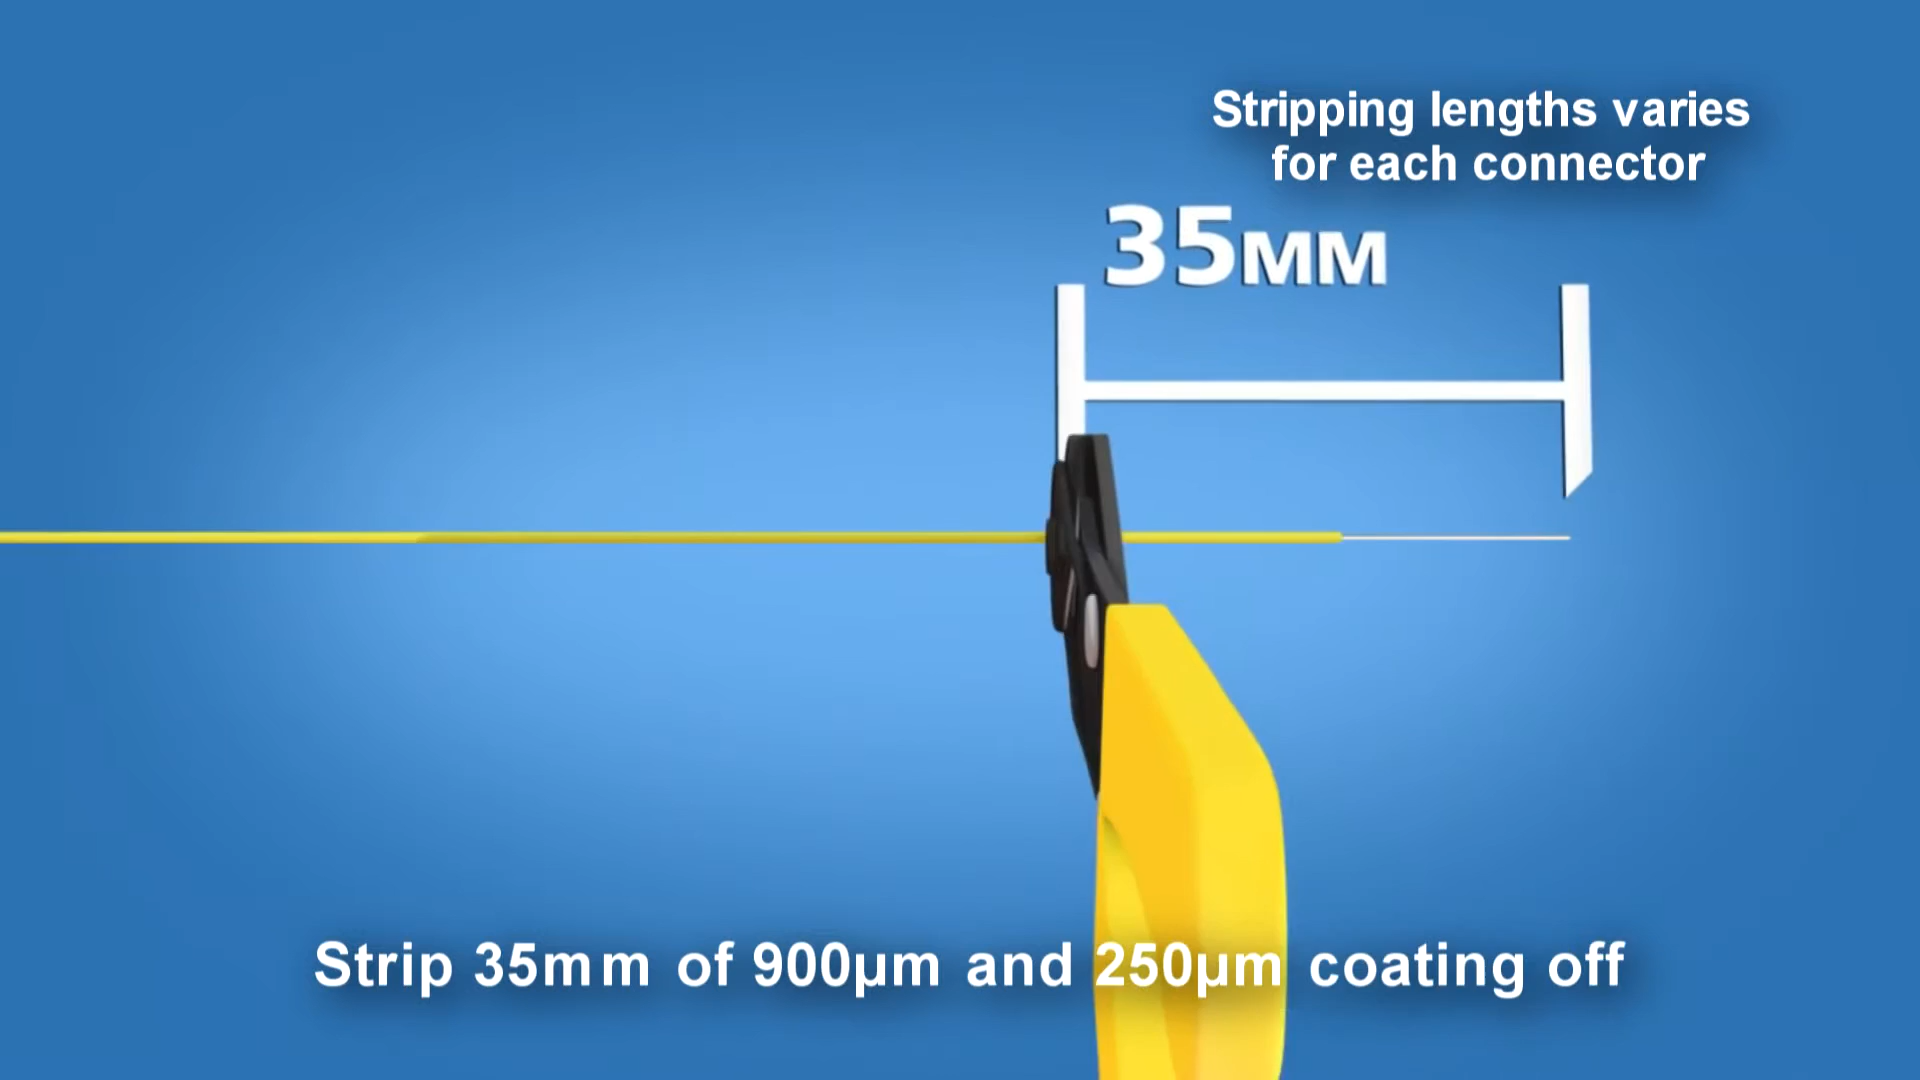 Stripping lengths varies
for each connector
35MM
Strip 35mm of 900µm and 250µm coating off